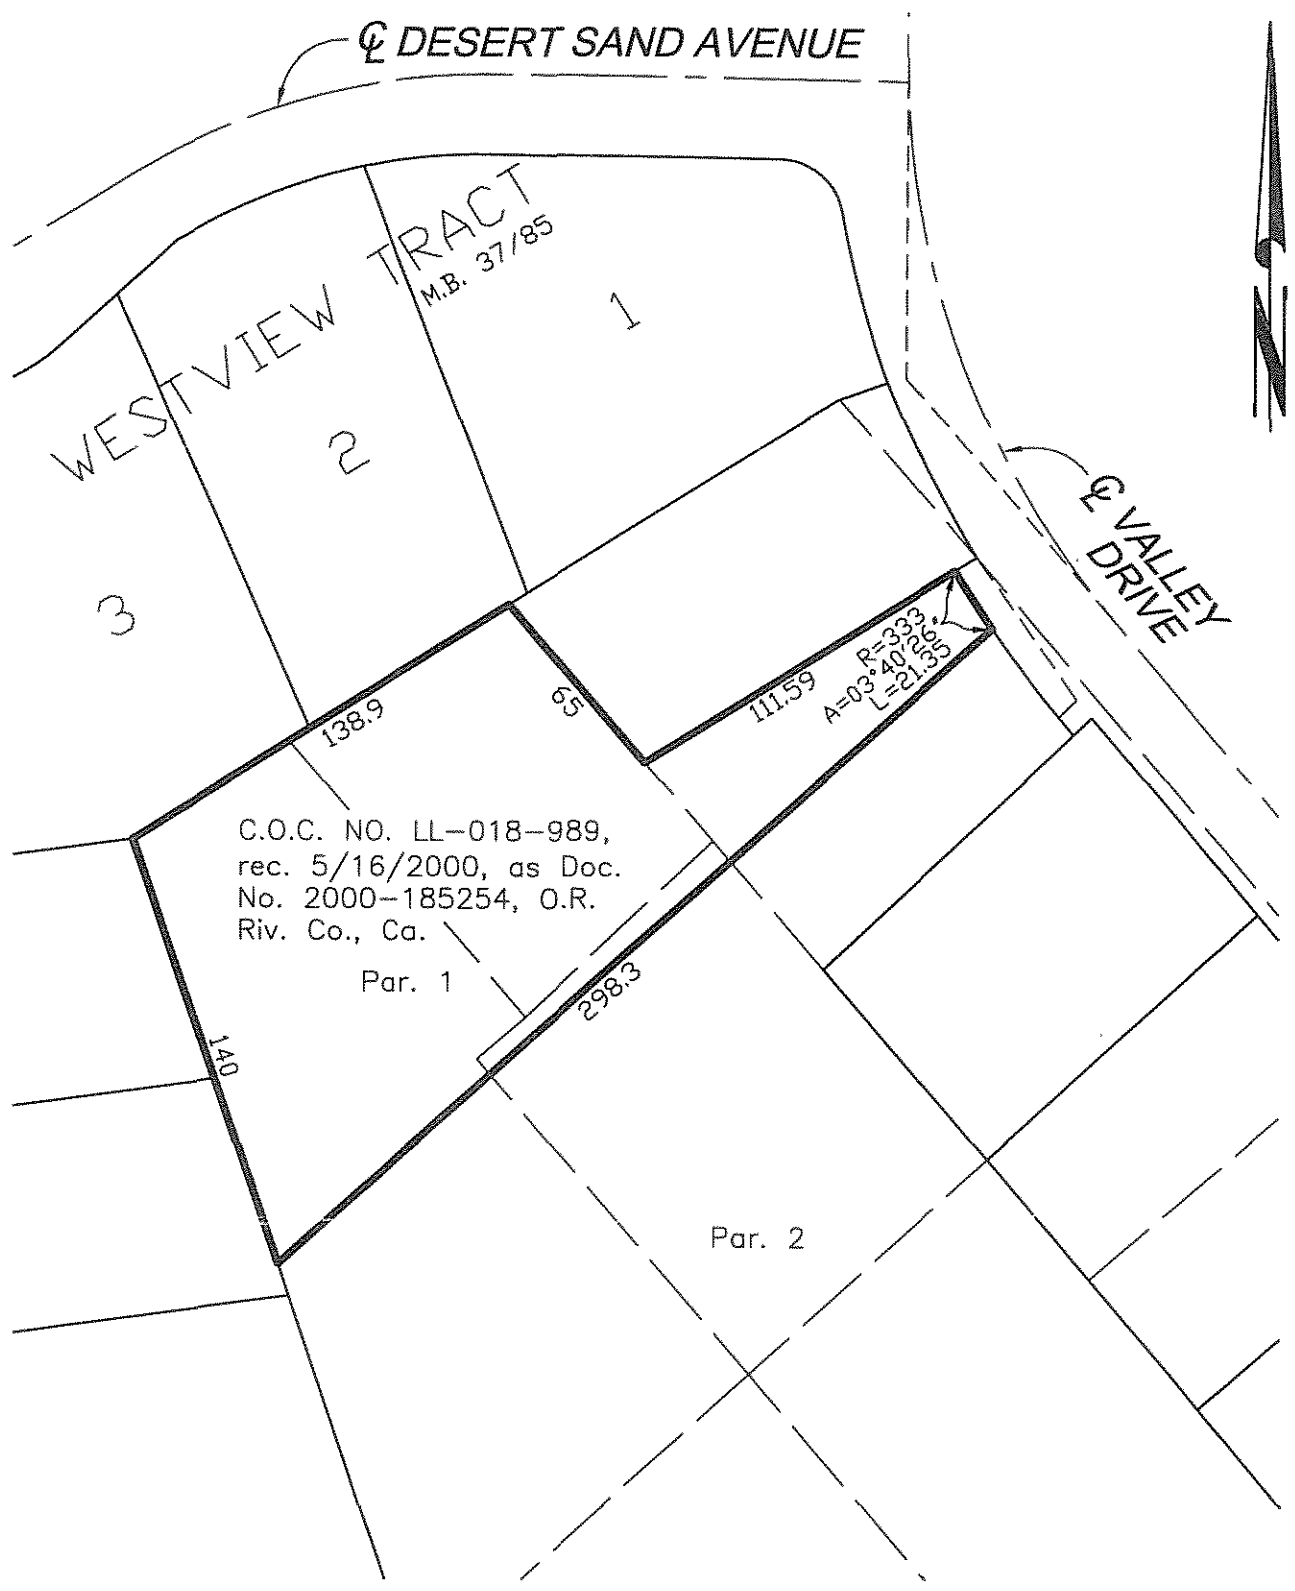 ℄ DESERT SAND AVENUE
WESTVIEW TRACT
M.B. 37/85
1
2
3
℄ VALLEY
DRIVE
N
138.9
65
111.59
R=333
A=03°40'26"
L=21.35
C.O.C. NO. LL-018-989,
rec. 5/16/2000, as Doc.
No. 2000-185254, O.R.
Riv. Co., Ca.
Par. 1
298.3
140
Par. 2